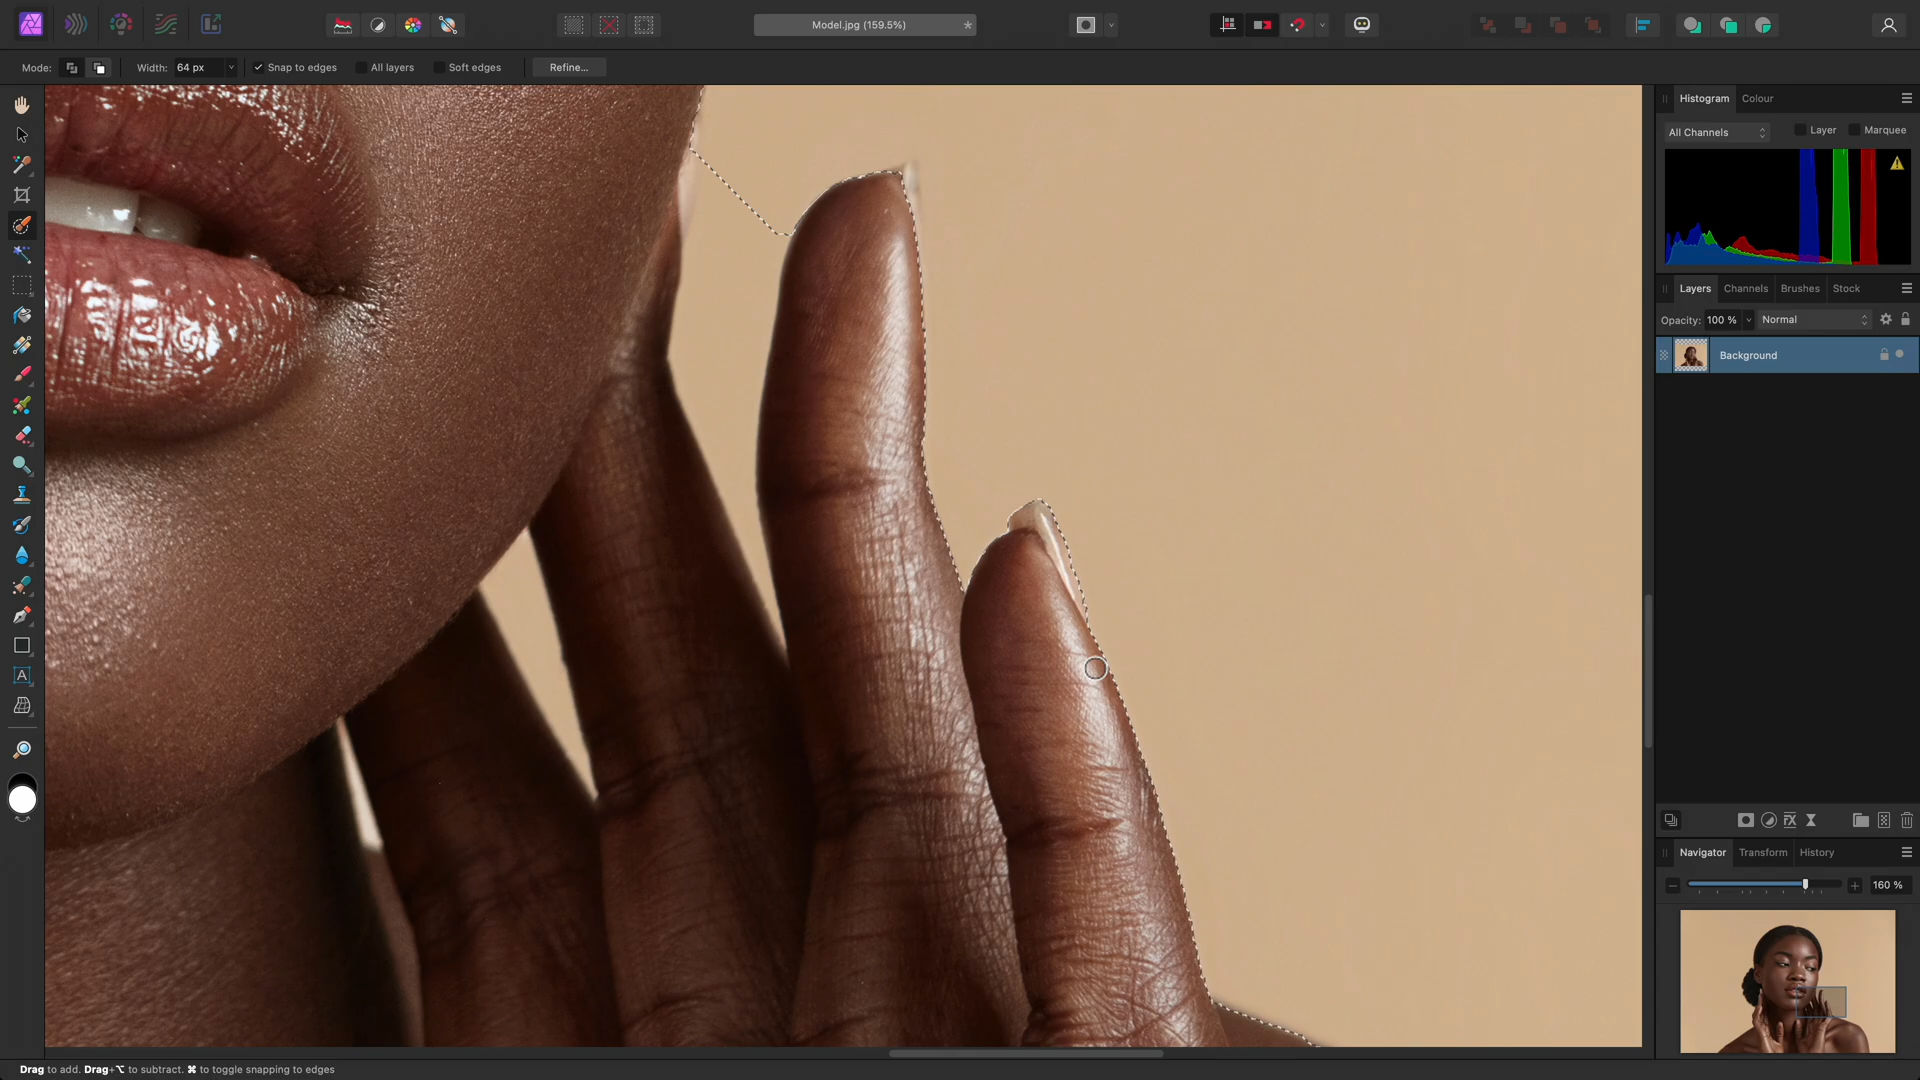 Model.jpg (159.5%)
*
Mode:
Width: 64 px
Snap to edges
All layers
Soft edges
Refine...
Histogram
Colour
All Channels
Layer
Marquee
Layers
Channels
Brushes
Stock
Opacity: 100 %
Normal
Background
A
FX
Navigator
Transform
History
160 %
Drag to add. Drag+⌥ to subtract. ⌘ to toggle snapping to edges